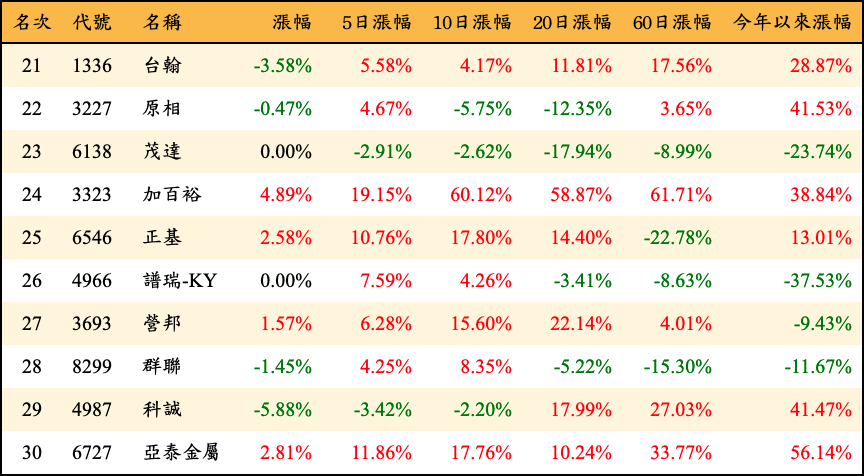 名次 代號 名稱 漲幅 5日漲幅 10日漲幅 20日漲幅 60日漲幅 今年以來漲幅
21 1336 台翰 -3.58% 5.58% 4.17% 11.81% 17.56% 28.87%
22 3227 原相 -0.47% 4.67% -5.75% -12.35% 3.65% 41.53%
23 6138 茂達 0.00% -2.91% -2.62% -17.94% -8.99% -23.74%
24 3323 加百裕 4.89% 19.15% 60.12% 58.87% 61.71% 38.84%
25 6546 正基 2.58% 10.76% 17.80% 14.40% -22.78% 13.01%
26 4966 譜瑞-KY 0.00% 7.59% 4.26% -3.41% -8.63% -37.53%
27 3693 營邦 1.57% 6.28% 15.60% 22.14% 4.01% -9.43%
28 8299 群聯 -1.45% 4.25% 8.35% -5.22% -15.30% -11.67%
29 4987 科誠 -5.88% -3.42% -2.20% 17.99% 27.03% 41.47%
30 6727 亞泰金屬 2.81% 11.86% 17.76% 10.24% 33.77% 56.14%